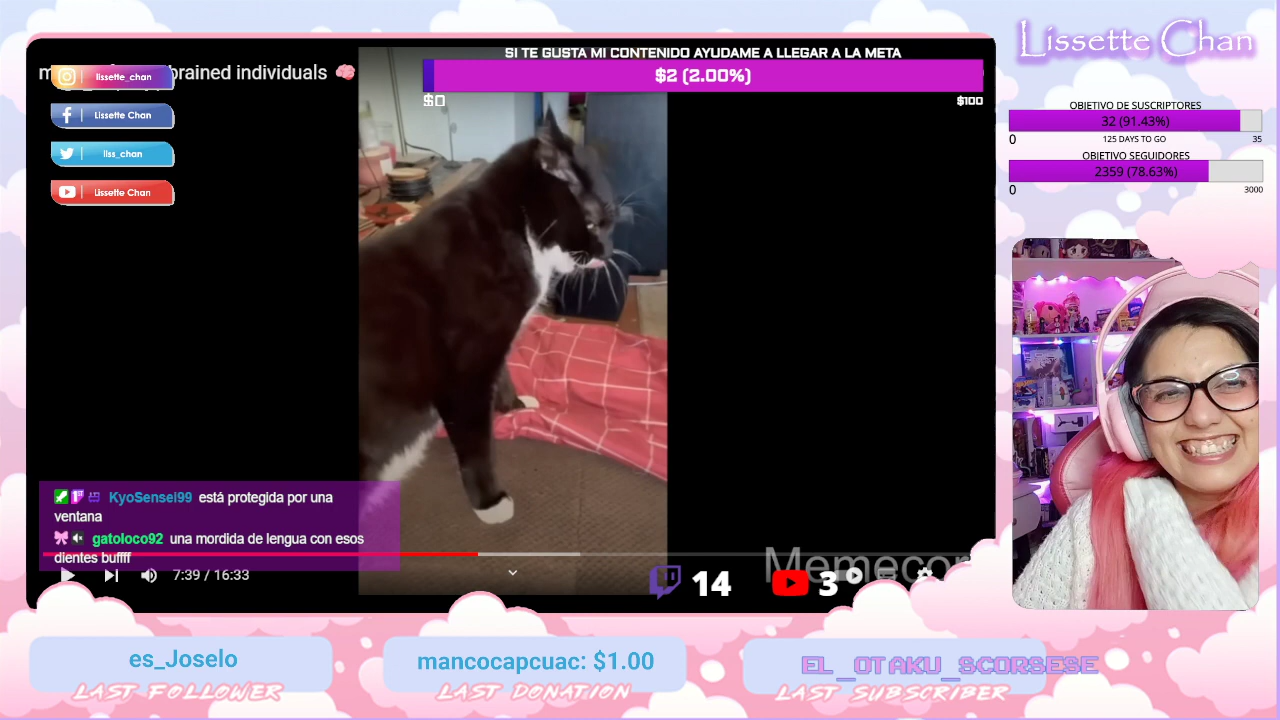 Lissette Chan
SI TE GUSTA MI CONTENIDO AYUDAME A LLEGAR A LA META
$2 (2.00%)
$0
$100
brained individuals 🧠
lissette_chan
Lissette Chan
liss_chan
Lissette Chan
OBJETIVO DE SUSCRIPTORES
32 (91.43%)
0
125 DAYS TO GO
35
OBJETIVO SEGUIDORES
2359 (78.63%)
0
3000
KyoSensei99 está protegida por una
ventana
gatoloco92 una mordida de lengua con esos
dientes buffff
7:39 / 16:33
14
3
es_Joselo
LAST FOLLOWER
mancocapcuac: $1.00
LAST DONATION
EL_OTAKU_SCORSESE
LAST SUBSCRIBER